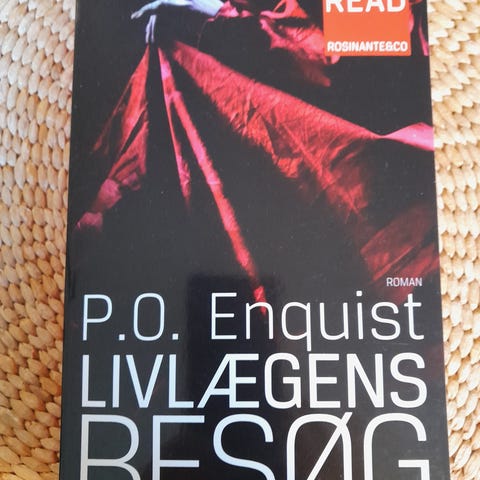 READ
ROSINANTE&CO
ROMAN
P.O. Enquist
LIVLÆGENS
BESØG